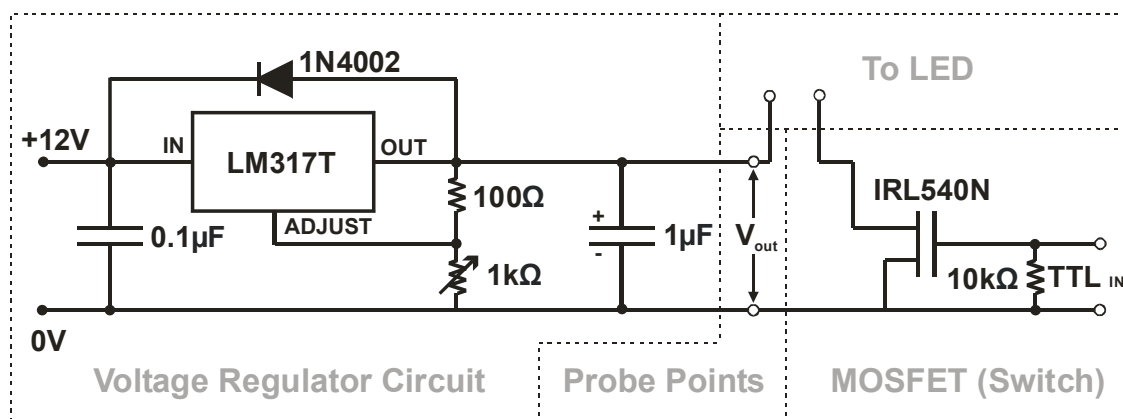 1N4002
To LED
+12V
IN
LM317T
OUT
IRL540N
100Ω
ADJUST
0.1µF
+
-
1µF
Vout
1kΩ
10kΩ
TTL IN
0V
Voltage Regulator Circuit
Probe Points
MOSFET (Switch)